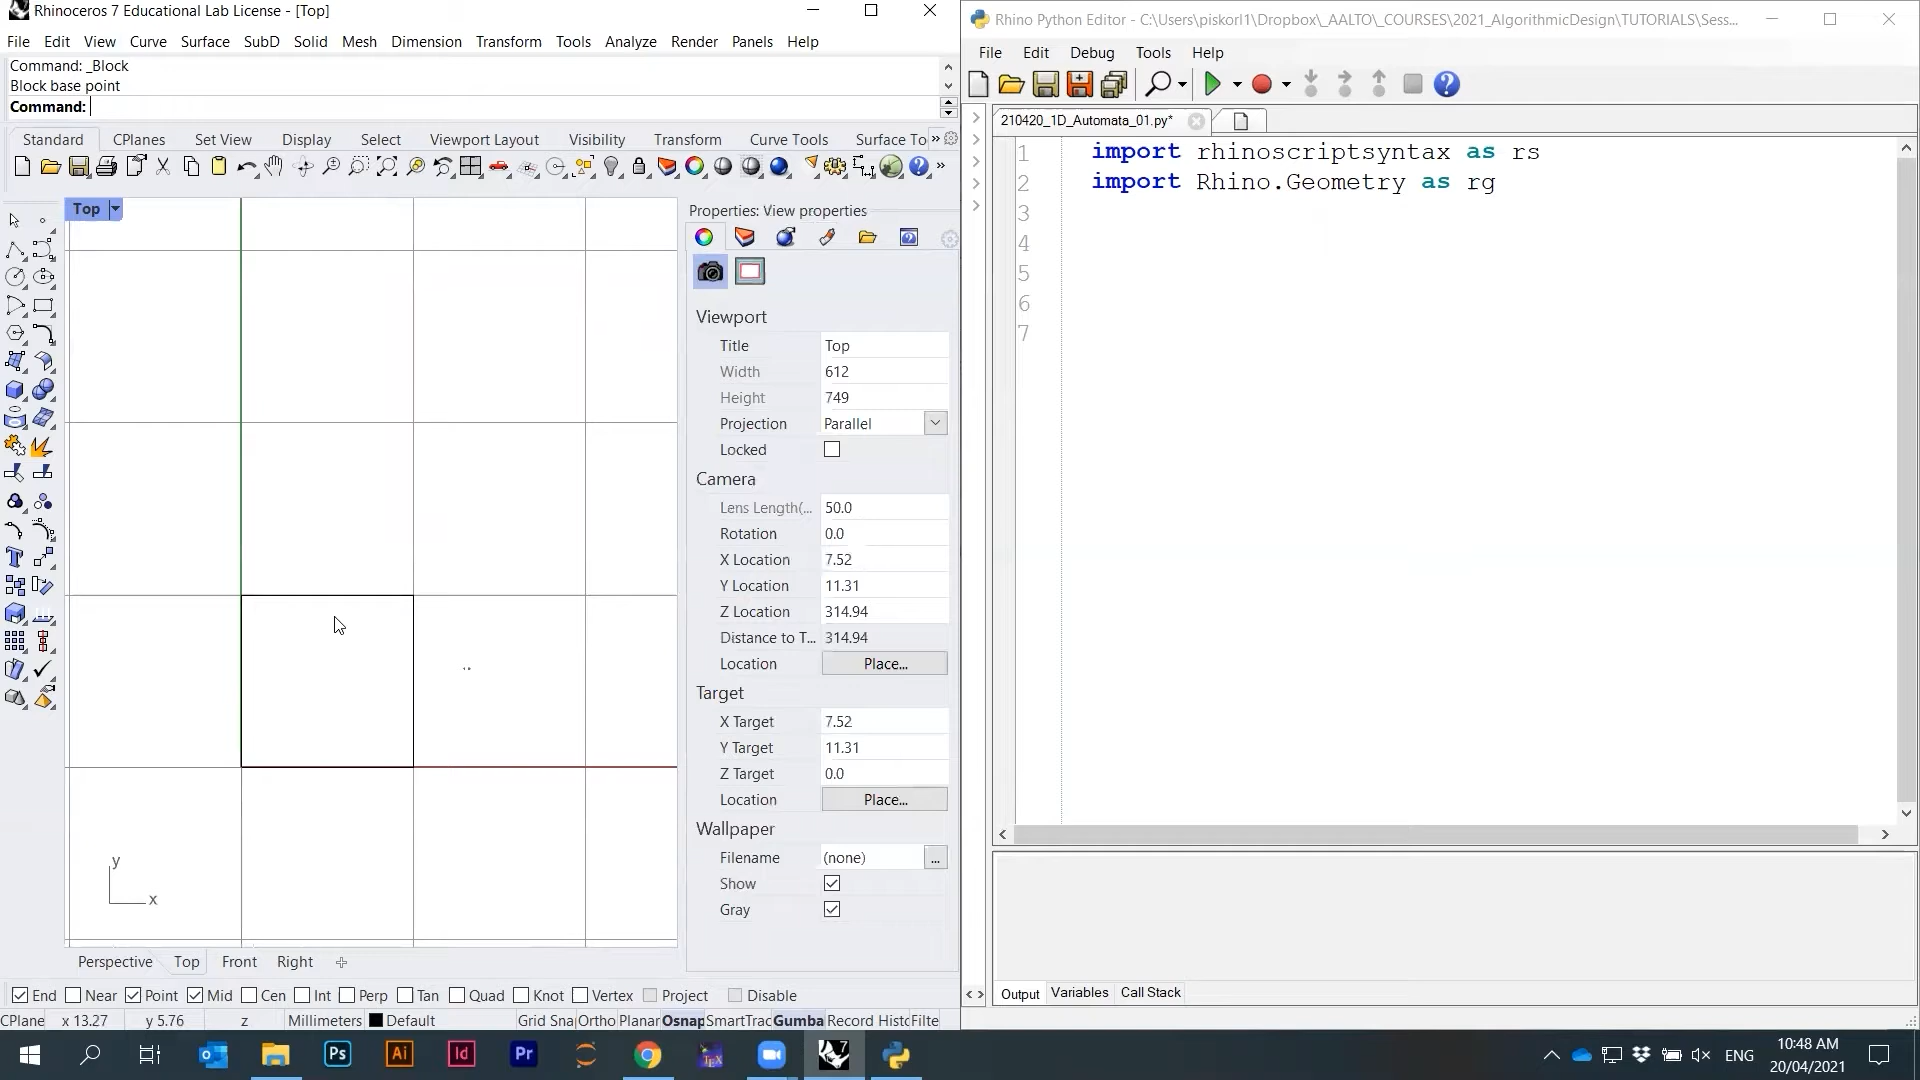 Rhinoceros 7 Educational Lab License - [Top]
File Edit View Curve Surface SubD Solid Mesh Dimension Transform Tools Analyze Render Panels Help
Command: _Block
Block base point
Command:
Standard CPlanes Set View Display Select Viewport Layout Visibility Transform Curve Tools Surface To »
Top
Properties: View properties
Viewport
Title Top
Width 612
Height 749
Projection Parallel
Locked
Camera
Lens Length(... 50.0
Rotation 0.0
X Location 7.52
Y Location 11.31
Z Location 314.94
Distance to T... 314.94
Location Place...
Target
X Target 7.52
Y Target 11.31
Z Target 0.0
Location Place...
Wallpaper
Filename (none) ...
Show
Gray
y
x
Perspective Top Front Right
End Near Point Mid Cen Int Perp Tan Quad Knot Vertex Project Disable
CPlane x 13.27 y 5.76 z Millimeters Default Grid Sna Ortho Planar Osnap SmartTrac Gumba Record Histo Filte
Rhino Python Editor - C:\Users\piskorl1\Dropbox\_AALTO\_COURSES\2021_AlgorithmicDesign\TUTORIALS\Sess...
File Edit Debug Tools Help
210420_1D_Automata_01.py*
1 import rhinoscriptsyntax as rs
2 import Rhino.Geometry as rg
3
4
5
6
7
Output Variables Call Stack
Ps Ai Id Pr TEX
ENG
10:48 AM
20/04/2021